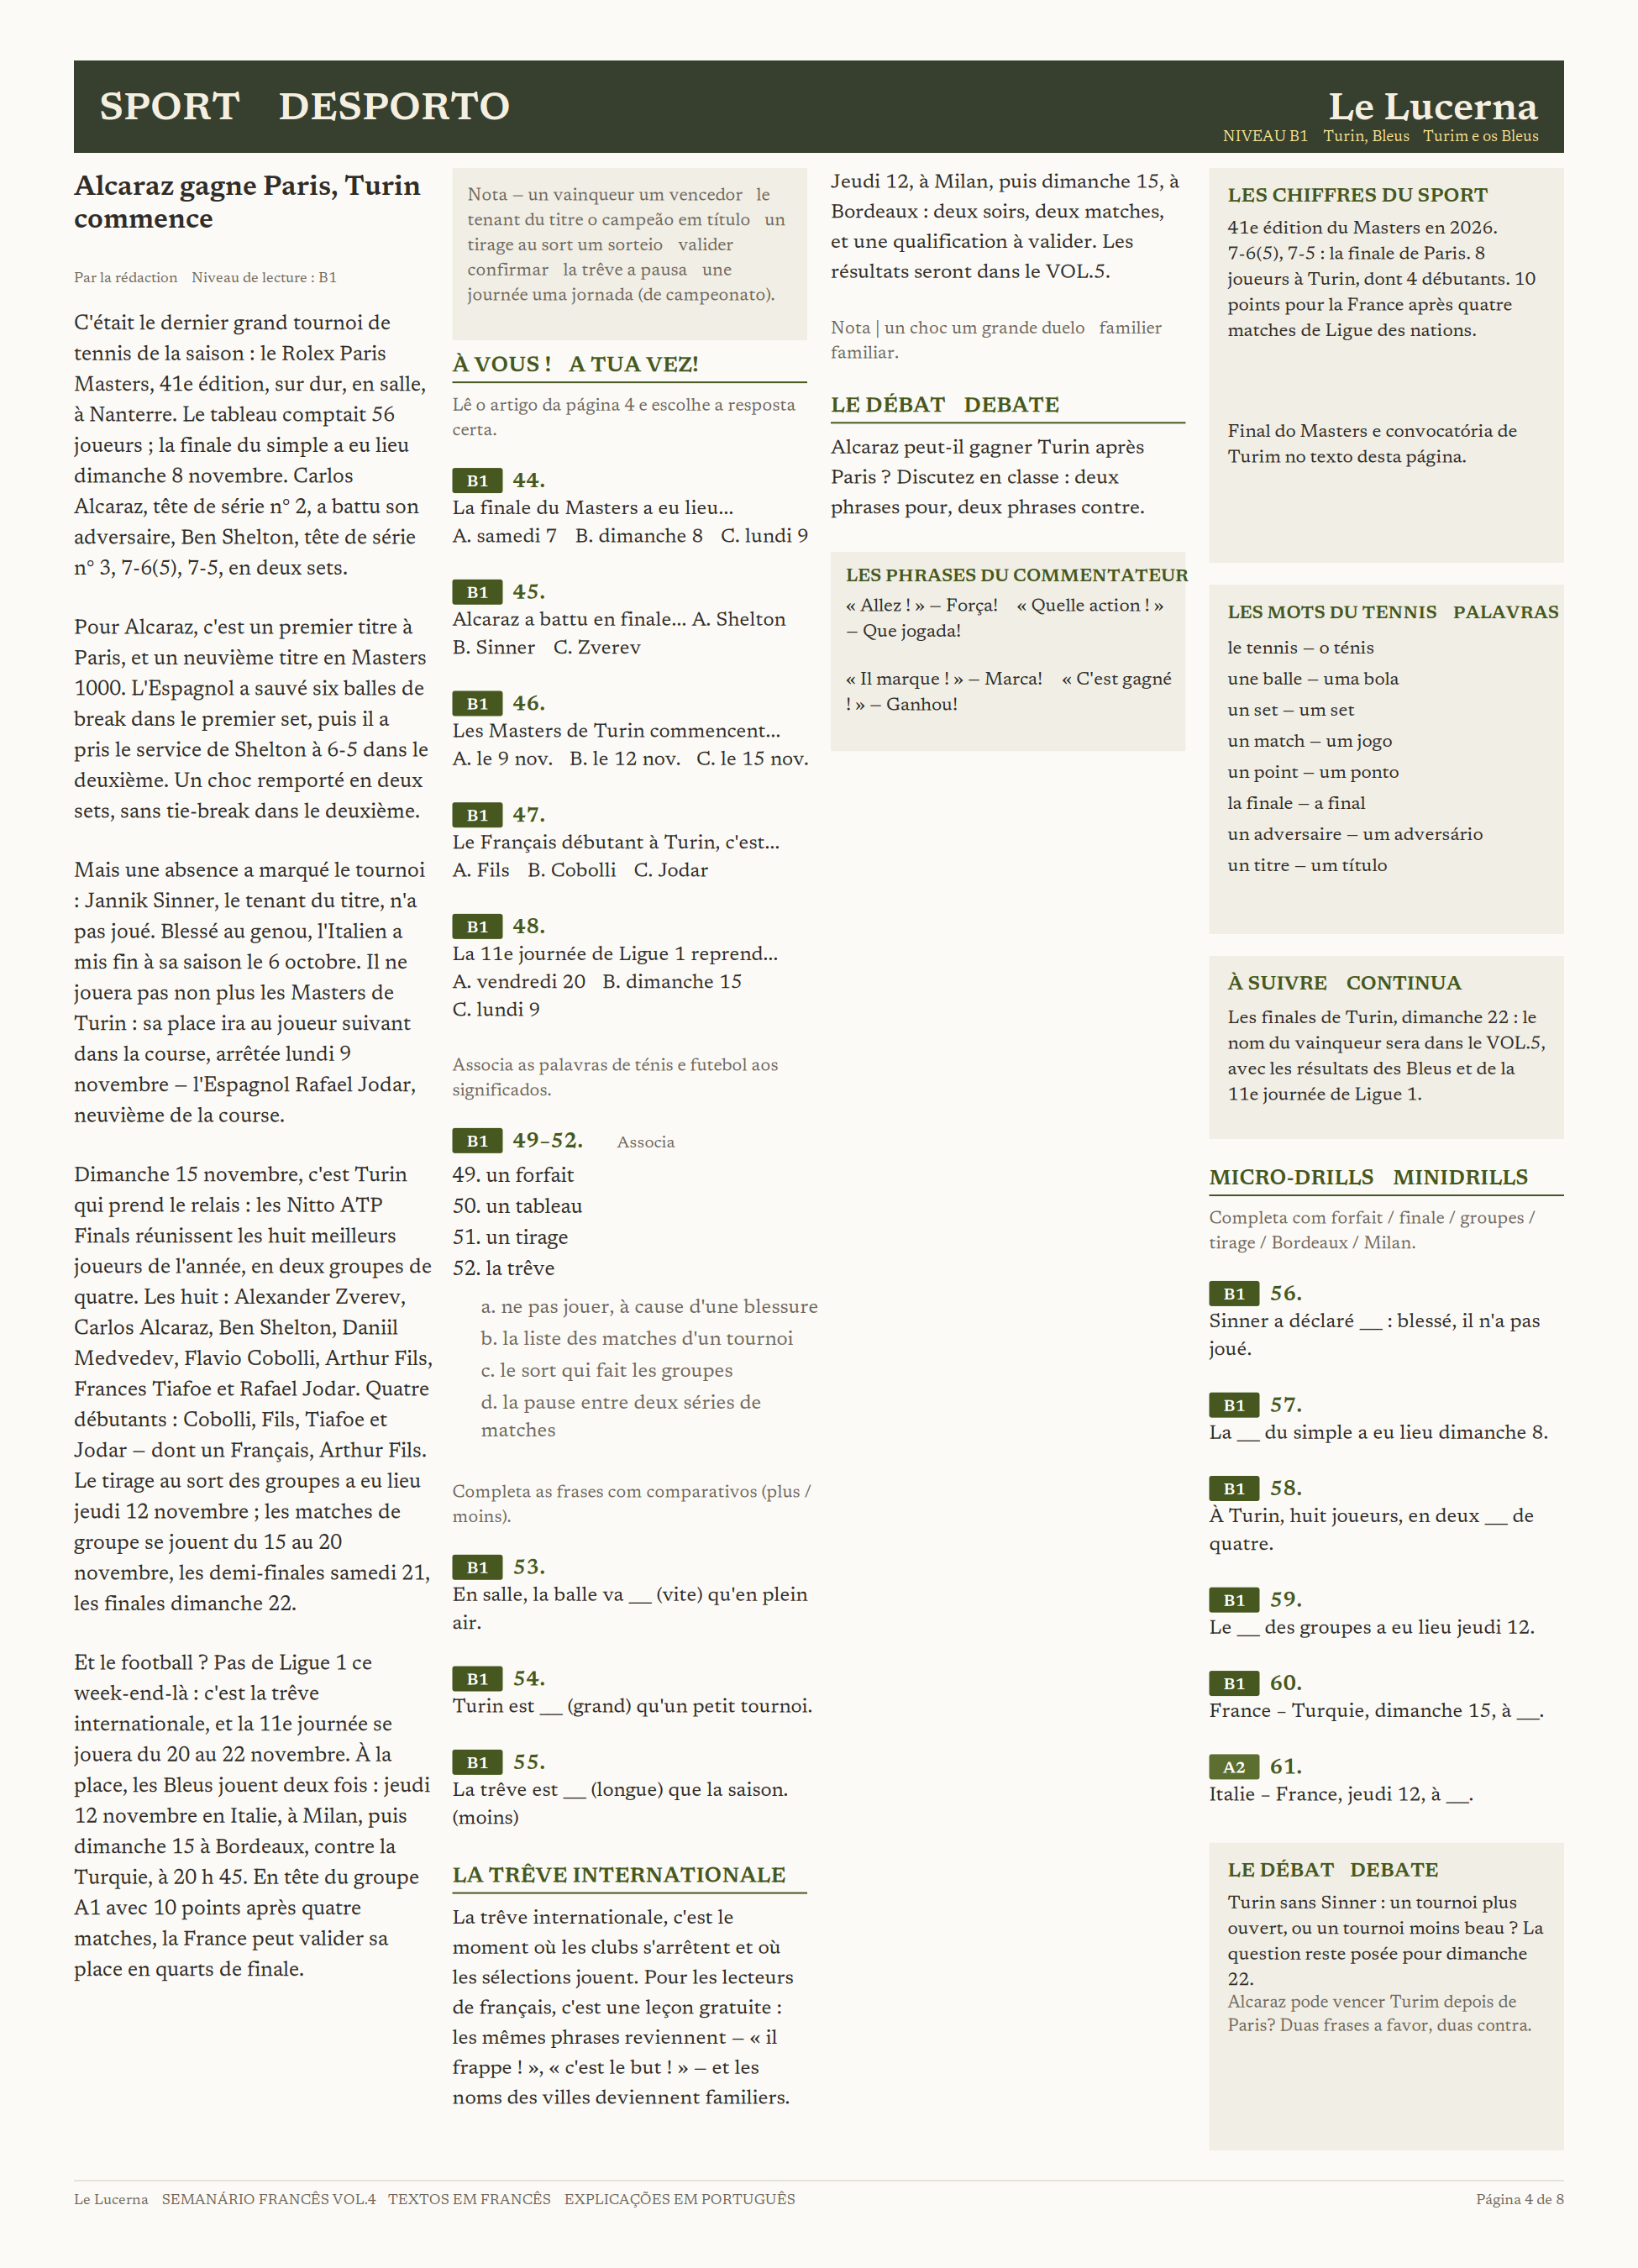 SPORT DESPORTO
Le Lucerna
NIVEAU B1 Turin, Bleus Turim e os Bleus
Alcaraz gagne Paris, Turin
commence
Par la rédaction Niveau de lecture : B1
C'était le dernier grand tournoi de
tennis de la saison : le Rolex Paris
Masters, 41e édition, sur dur, en salle,
à Nanterre. Le tableau comptait 56
joueurs ; la finale du simple a eu lieu
dimanche 8 novembre. Carlos
Alcaraz, tête de série n° 2, a battu son
adversaire, Ben Shelton, tête de série
n° 3, 7-6(5), 7-5, en deux sets.
Pour Alcaraz, c'est un premier titre à
Paris, et un neuvième titre en Masters
1000. L'Espagnol a sauvé six balles de
break dans le premier set, puis il a
pris le service de Shelton à 6-5 dans le
deuxième. Un choc remporté en deux
sets, sans tie-break dans le deuxième.
Mais une absence a marqué le tournoi
: Jannik Sinner, le tenant du titre, n'a
pas joué. Blessé au genou, l'Italien a
mis fin à sa saison le 6 octobre. Il ne
jouera pas non plus les Masters de
Turin : sa place ira au joueur suivant
dans la course, arrêtée lundi 9
novembre – l'Espagnol Rafael Jodar,
neuvième de la course.
Dimanche 15 novembre, c'est Turin
qui prend le relais : les Nitto ATP
Finals réunissent les huit meilleurs
joueurs de l'année, en deux groupes de
quatre. Les huit : Alexander Zverev,
Carlos Alcaraz, Ben Shelton, Daniil
Medvedev, Flavio Cobolli, Arthur Fils,
Frances Tiafoe et Rafael Jodar. Quatre
débutants : Cobolli, Fils, Tiafoe et
Jodar – dont un Français, Arthur Fils.
Le tirage au sort des groupes a eu lieu
jeudi 12 novembre ; les matches de
groupe se jouent du 15 au 20
novembre, les demi-finales samedi 21,
les finales dimanche 22.
Et le football ? Pas de Ligue 1 ce
week-end-là : c'est la trêve
internationale, et la 11e journée se
jouera du 20 au 22 novembre. À la
place, les Bleus jouent deux fois : jeudi
12 novembre en Italie, à Milan, puis
dimanche 15 à Bordeaux, contre la
Turquie, à 20 h 45. En tête du groupe
A1 avec 10 points après quatre
matches, la France peut valider sa
place en quarts de finale.
Nota – un vainqueur um vencedor le
tenant du titre o campeão em título un
tirage au sort um sorteio valider
confirmar la trêve a pausa une
journée uma jornada (de campeonato).
À VOUS ! A TUA VEZ!
Lê o artigo da página 4 e escolhe a resposta
certa.
B1 44.
La finale du Masters a eu lieu...
A. samedi 7 B. dimanche 8 C. lundi 9
B1 45.
Alcaraz a battu en finale... A. Shelton
B. Sinner C. Zverev
B1 46.
Les Masters de Turin commencent...
A. le 9 nov. B. le 12 nov. C. le 15 nov.
B1 47.
Le Français débutant à Turin, c'est...
A. Fils B. Cobolli C. Jodar
B1 48.
La 11e journée de Ligue 1 reprend...
A. vendredi 20 B. dimanche 15
C. lundi 9
Associa as palavras de ténis e futebol aos
significados.
B1 49–52. Associa
49. un forfait
50. un tableau
51. un tirage
52. la trêve
a. ne pas jouer, à cause d'une blessure
b. la liste des matches d'un tournoi
c. le sort qui fait les groupes
d. la pause entre deux séries de
matches
Completa as frases com comparativos (plus /
moins).
B1 53.
En salle, la balle va __ (vite) qu'en plein
air.
B1 54.
Turin est __ (grand) qu'un petit tournoi.
B1 55.
La trêve est __ (longue) que la saison.
(moins)
LA TRÊVE INTERNATIONALE
La trêve internationale, c'est le
moment où les clubs s'arrêtent et où
les sélections jouent. Pour les lecteurs
de français, c'est une leçon gratuite :
les mêmes phrases reviennent – « il
frappe ! », « c'est le but ! » – et les
noms des villes deviennent familiers.
Jeudi 12, à Milan, puis dimanche 15, à
Bordeaux : deux soirs, deux matches,
et une qualification à valider. Les
résultats seront dans le VOL.5.
Nota | un choc um grande duelo familier
familiar.
LE DÉBAT DEBATE
Alcaraz peut-il gagner Turin après
Paris ? Discutez en classe : deux
phrases pour, deux phrases contre.
LES PHRASES DU COMMENTATEUR
« Allez ! » – Força! « Quelle action ! »
– Que jogada!
« Il marque ! » – Marca! « C'est gagné
! » – Ganhou!
LES CHIFFRES DU SPORT
41e édition du Masters en 2026.
7-6(5), 7-5 : la finale de Paris. 8
joueurs à Turin, dont 4 débutants. 10
points pour la France après quatre
matches de Ligue des nations.
Final do Masters e convocatória de
Turim no texto desta página.
LES MOTS DU TENNIS PALAVRAS
le tennis – o ténis
une balle – uma bola
un set – um set
un match – um jogo
un point – um ponto
la finale – a final
un adversaire – um adversário
un titre – um título
À SUIVRE CONTINUA
Les finales de Turin, dimanche 22 : le
nom du vainqueur sera dans le VOL.5,
avec les résultats des Bleus et de la
11e journée de Ligue 1.
MICRO-DRILLS MINIDRILLS
Completa com forfait / finale / groupes /
tirage / Bordeaux / Milan.
B1 56.
Sinner a déclaré __ : blessé, il n'a pas
joué.
B1 57.
La __ du simple a eu lieu dimanche 8.
B1 58.
À Turin, huit joueurs, en deux __ de
quatre.
B1 59.
Le __ des groupes a eu lieu jeudi 12.
B1 60.
France – Turquie, dimanche 15, à __.
A2 61.
Italie – France, jeudi 12, à __.
LE DÉBAT DEBATE
Turin sans Sinner : un tournoi plus
ouvert, ou un tournoi moins beau ? La
question reste posée pour dimanche
22.
Alcaraz pode vencer Turim depois de
Paris? Duas frases a favor, duas contra.
Le Lucerna SEMANÁRIO FRANCÊS VOL.4 TEXTOS EM FRANCÊS EXPLICAÇÕES EM PORTUGUÊS
Página 4 de 8